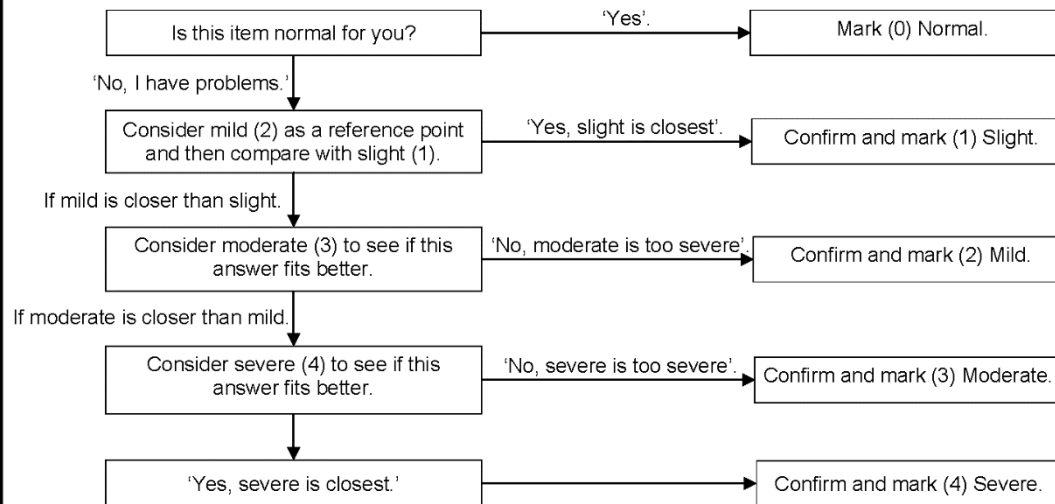 Is this item normal for you?
'Yes'.
Mark (0) Normal.
'No, I have problems.'
Consider mild (2) as a reference point
and then compare with slight (1).
'Yes, slight is closest'.
Confirm and mark (1) Slight.
If mild is closer than slight.
Consider moderate (3) to see if this
answer fits better.
'No, moderate is too severe'.
Confirm and mark (2) Mild.
If moderate is closer than mild.
Consider severe (4) to see if this
answer fits better.
'No, severe is too severe'.
Confirm and mark (3) Moderate.
'Yes, severe is closest.'
Confirm and mark (4) Severe.